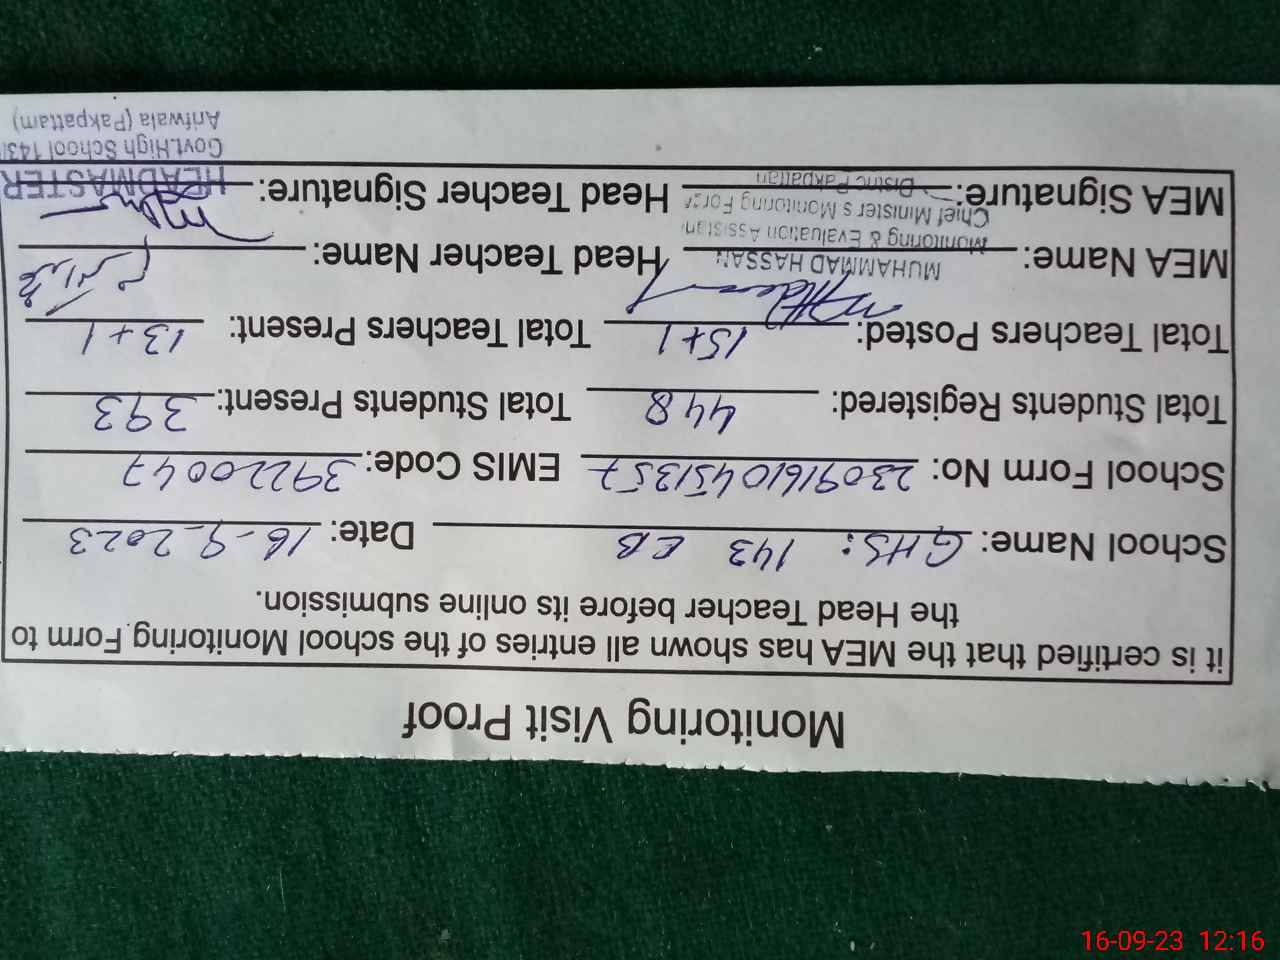 Monitoring Visit Proof
it is certified that the MEA has shown all entries of the school Monitoring Form to
the Head Teacher before its online submission.
School Name: GHS: 143 EB Date: 16-9-2023
School Form No: 23091610451357 EMIS Code: 39220047
Total Students Registered: 448 Total Students Present: 393
Total Teachers Posted: 15+1 Total Teachers Present: 13+1
MEA Name: Head Teacher Name:
MUHAMMAD HASSAN
Monitoring & Evaluation Assistan
Chief Minister's Monitoring Force
MEA Signature: Head Teacher Signature:
District Pakpattan
HEADMASTER
Govt.High School 143
Arifwala (Pakpattam)
16-09-23 12:16